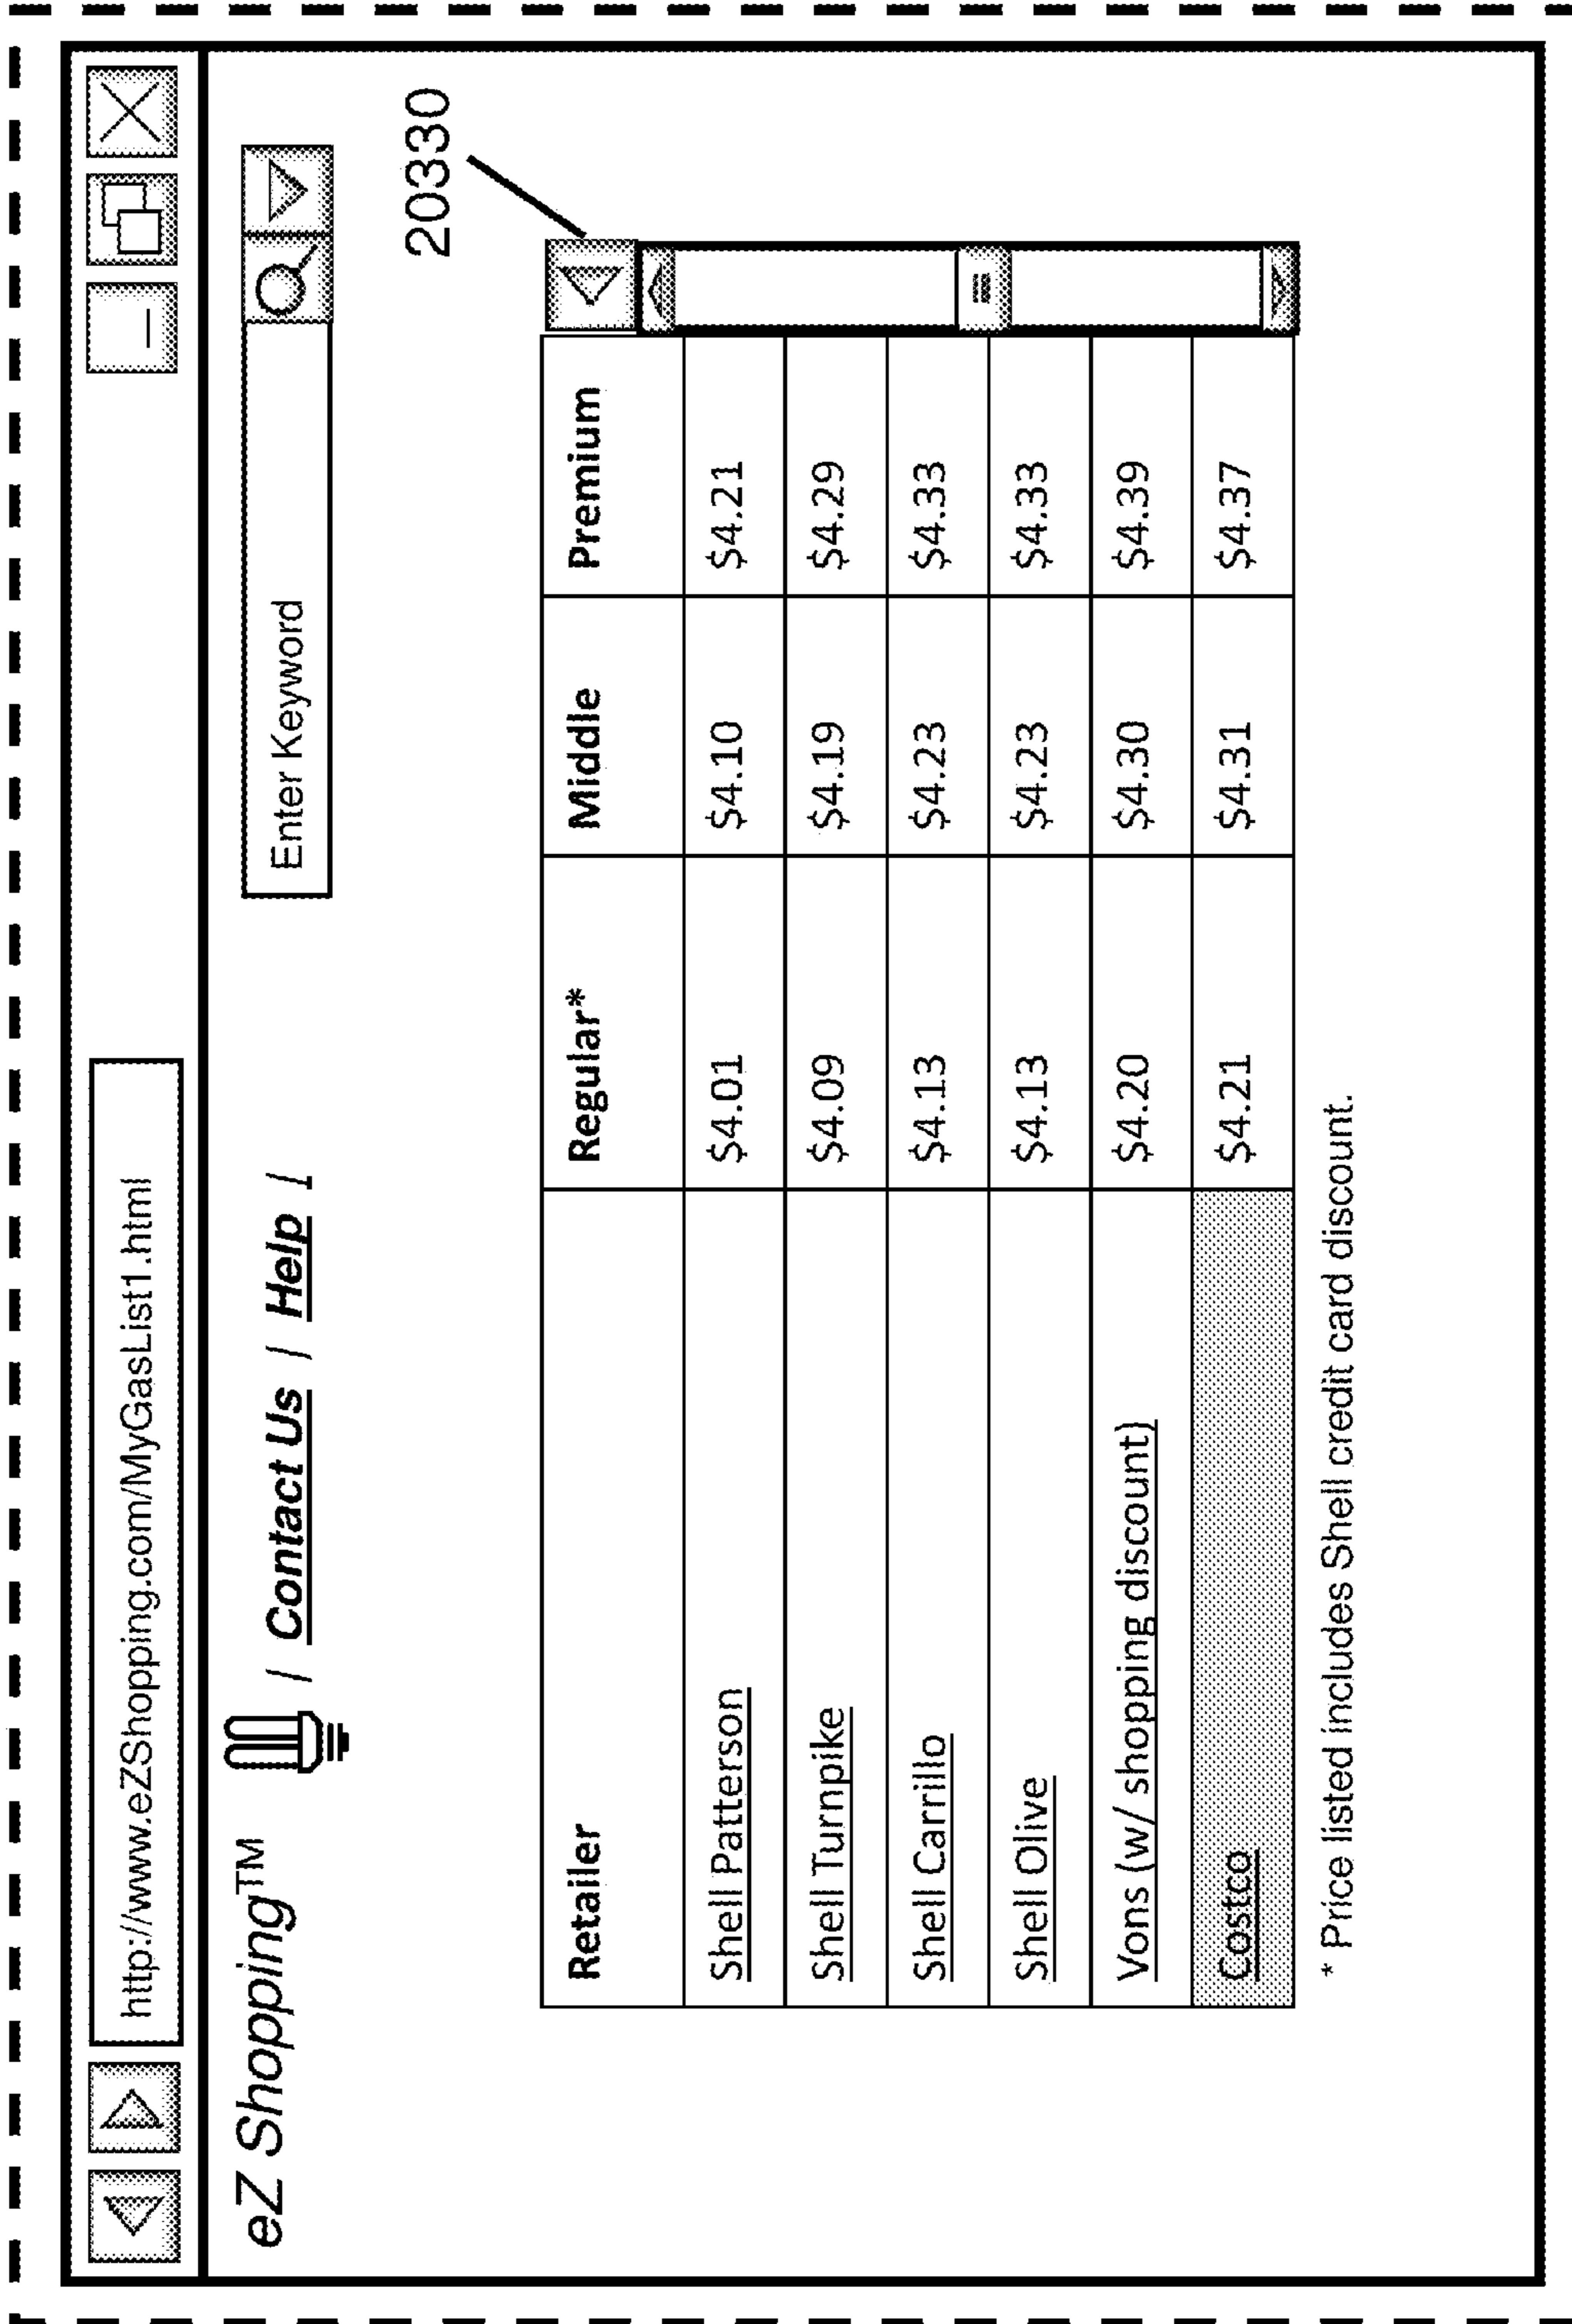 http://www.eZShopping.com/MyGasList1.html
eZ Shopping™ / Contact Us / Help / Enter Keyword
20330
Retailer Regular* Middle Premium
Shell Patterson $4.01 $4.10 $4.21
Shell Turnpike $4.09 $4.19 $4.29
Shell Carrillo $4.13 $4.23 $4.33
Shell Olive $4.13 $4.23 $4.33
Vons (w/ shopping discount) $4.20 $4.30 $4.39
Costco $4.21 $4.31 $4.37
* Price listed includes Shell credit card discount.